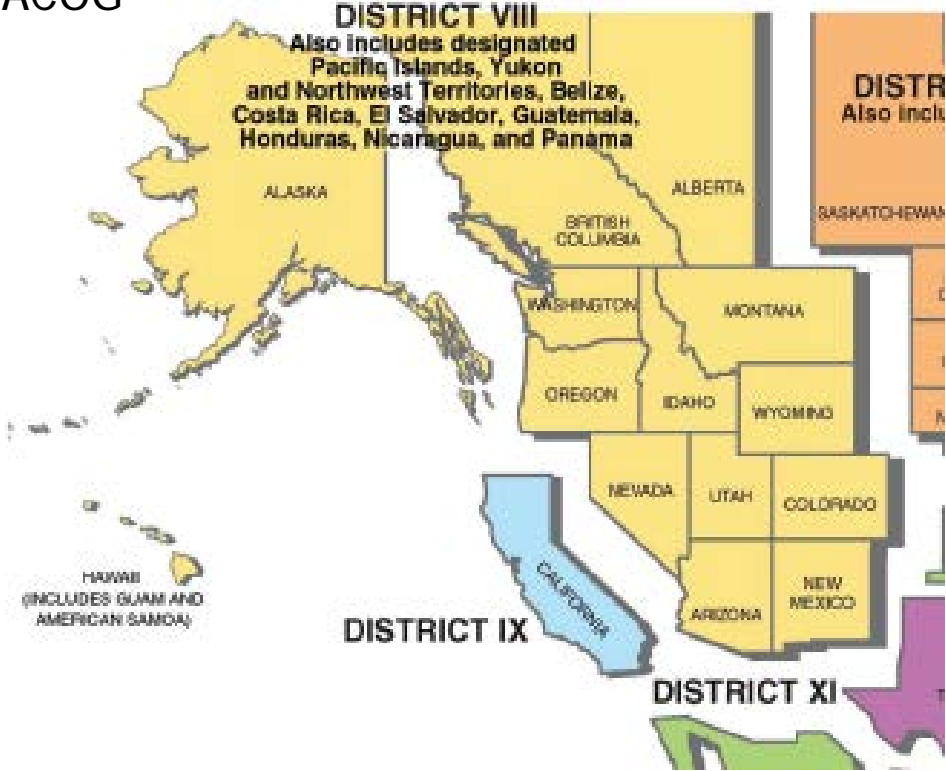 ACOG
DISTRICT VIII
Also includes designated
Pacific Islands, Yukon
and Northwest Territories, Belize,
Costa Rica, El Salvador, Guatemala,
Honduras, Nicaragua, and Panama
DISTR
Also inclu
ALASKA
ALBERTA
BRITISH
COLUMBIA
SASKATCHEWAN
WASHINGTON
MONTANA
OREGON
IDAHO
WYOMING
NEVADA
UTAH
COLORADO
HAWAII
(INCLUDES GUAM AND
AMERICAN SAMOA)
CALIFORNIA
ARIZONA
NEW
MEXICO
DISTRICT IX
DISTRICT XI